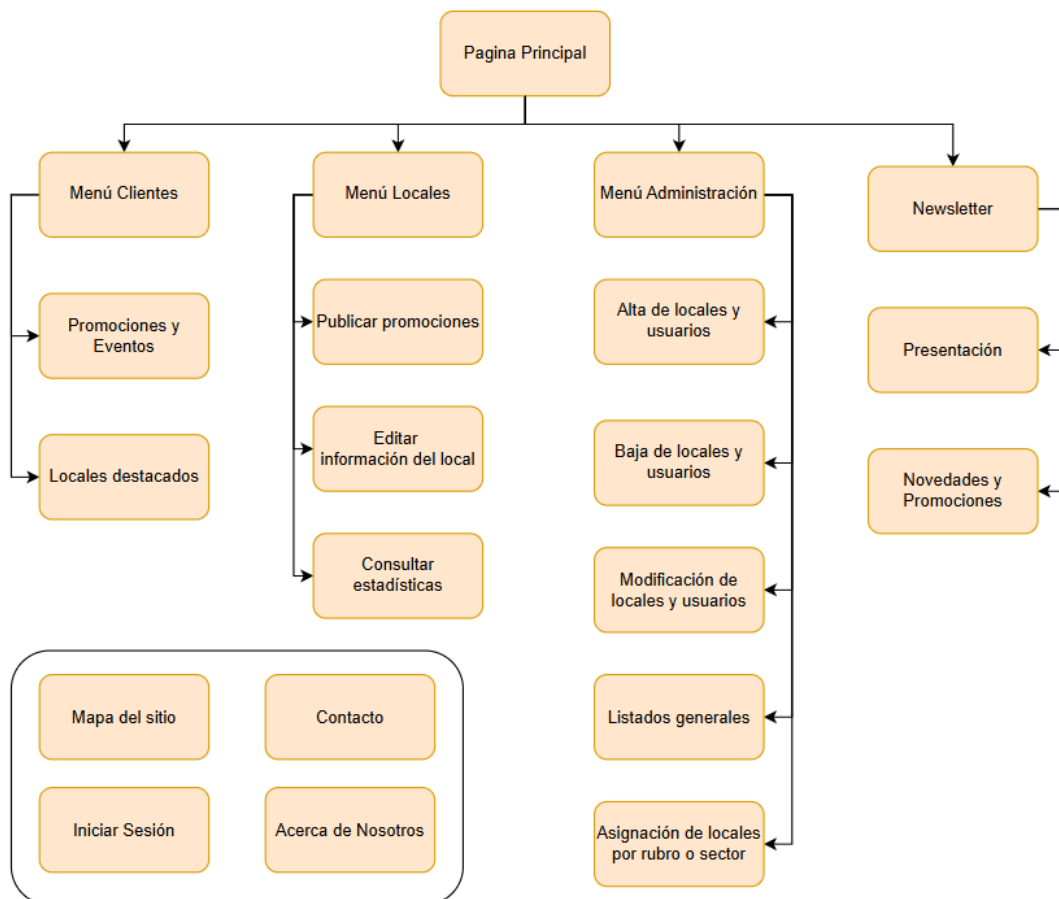 Pagina Principal
Menú Clientes
Menú Locales
Menú Administración
Newsletter
Promociones y
Eventos
Locales destacados
Publicar promociones
Editar
información del local
Consultar
estadísticas
Alta de locales y
usuarios
Baja de locales y
usuarios
Modificación de
locales y usuarios
Listados generales
Asignación de locales
por rubro o sector
Presentación
Novedades y
Promociones
Mapa del sitio
Contacto
Iniciar Sesión
Acerca de Nosotros